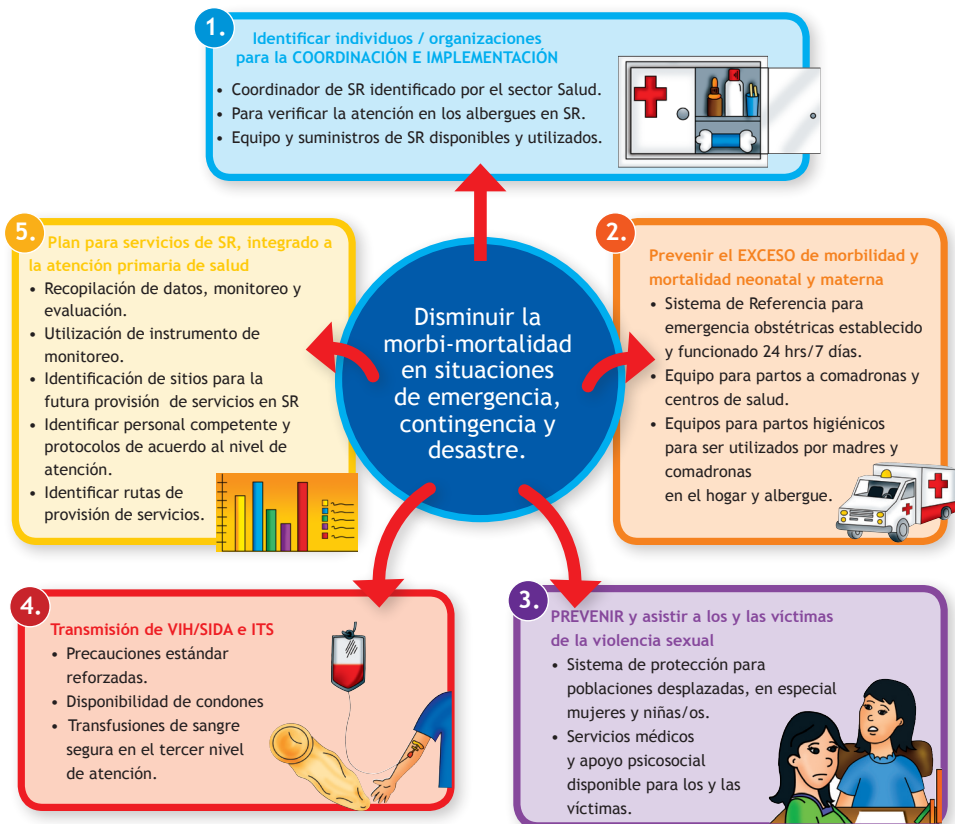 1.
Identificar individuos / organizaciones
para la COORDINACIÓN E IMPLEMENTACIÓN
• Coordinador de SR identificado por el sector Salud.
• Para verificar la atención en los albergues en SR.
• Equipo y suministros de SR disponibles y utilizados.
2.
Prevenir el EXCESO de morbilidad y
mortalidad neonatal y materna
• Sistema de Referencia para
emergencia obstétricas establecido
y funcionado 24 hrs/7 días.
• Equipo para partos a comadronas y
centros de salud.
• Equipos para partos higiénicos
para ser utilizados por madres y
comadronas
en el hogar y albergue.
3.
PREVENIR y asistir a los y las víctimas
de la violencia sexual
• Sistema de protección para
poblaciones desplazadas, en especial
mujeres y niñas/os.
• Servicios médicos
y apoyo psicosocial
disponible para los y las
víctimas.
4.
Transmisión de VIH/SIDA e ITS
• Precauciones estándar
reforzadas.
• Disponibilidad de condones
• Transfusiones de sangre
segura en el tercer nivel
de atención.
5.
Plan para servicios de SR, integrado a
la atención primaria de salud
• Recopilación de datos, monitoreo y
evaluación.
• Utilización de instrumento de
monitoreo.
• Identificación de sitios para la
futura provisión de servicios en SR
• Identificar personal competente y
protocolos de acuerdo al nivel de
atención.
• Identificar rutas de
provisión de servicios.
Disminuir la
morbi-mortalidad
en situaciones
de emergencia,
contingencia y
desastre.